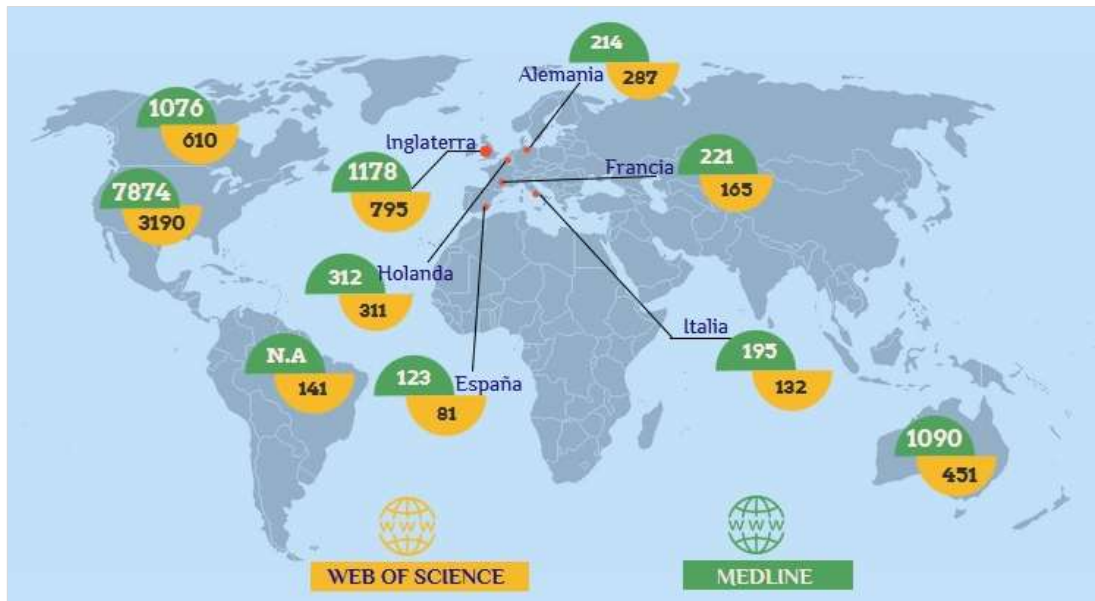 214
287
Alemania
1076
610
Inglaterra
1178
795
Francia
221
165
7874
3190
Holanda
312
311
Italia
195
132
N.A
141
España
123
81
1090
451
WWW
WEB OF SCIENCE
WWW
MEDLINE